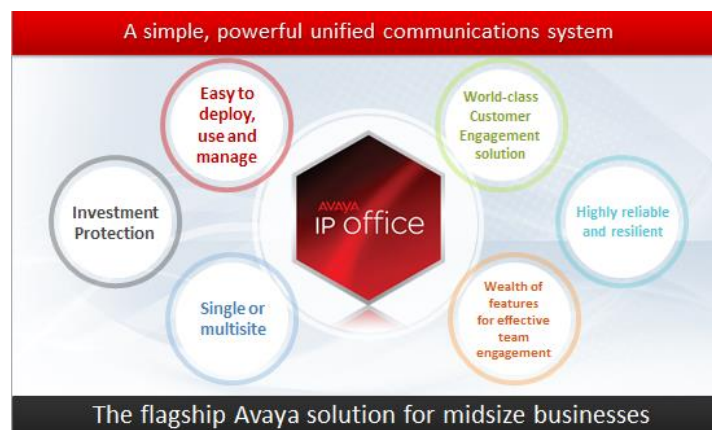 A simple, powerful unified communications system
Easy to
deploy,
use and
manage
World-class
Customer
Engagement
solution
Investment
Protection
AVAYA
IP office
Highly reliable
and resilient
Single or
multisite
Wealth of
features
for effective
team
engagement
The flagship Avaya solution for midsize businesses